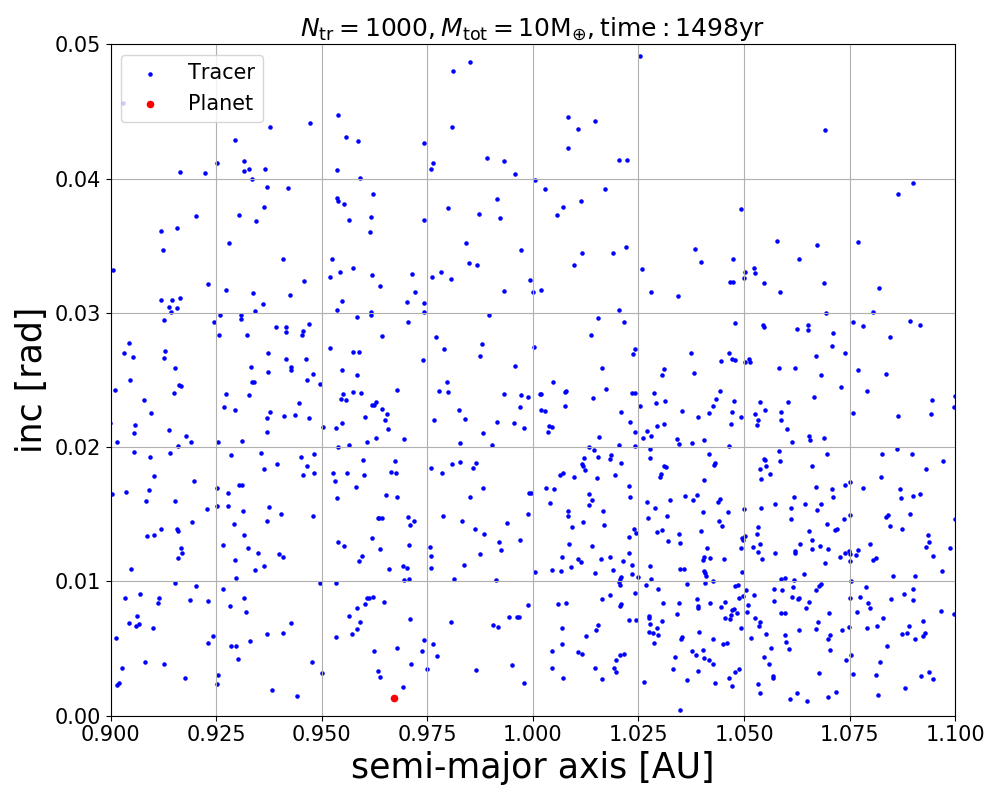 N_tr = 1000, M_tot = 10M_⊕, time : 1498yr
0.05
Tracer
Planet
0.04
0.03
inc [rad]
0.02
0.01
0.00
0.900 0.925 0.950 0.975 1.000 1.025 1.050 1.075 1.100
semi-major axis [AU]